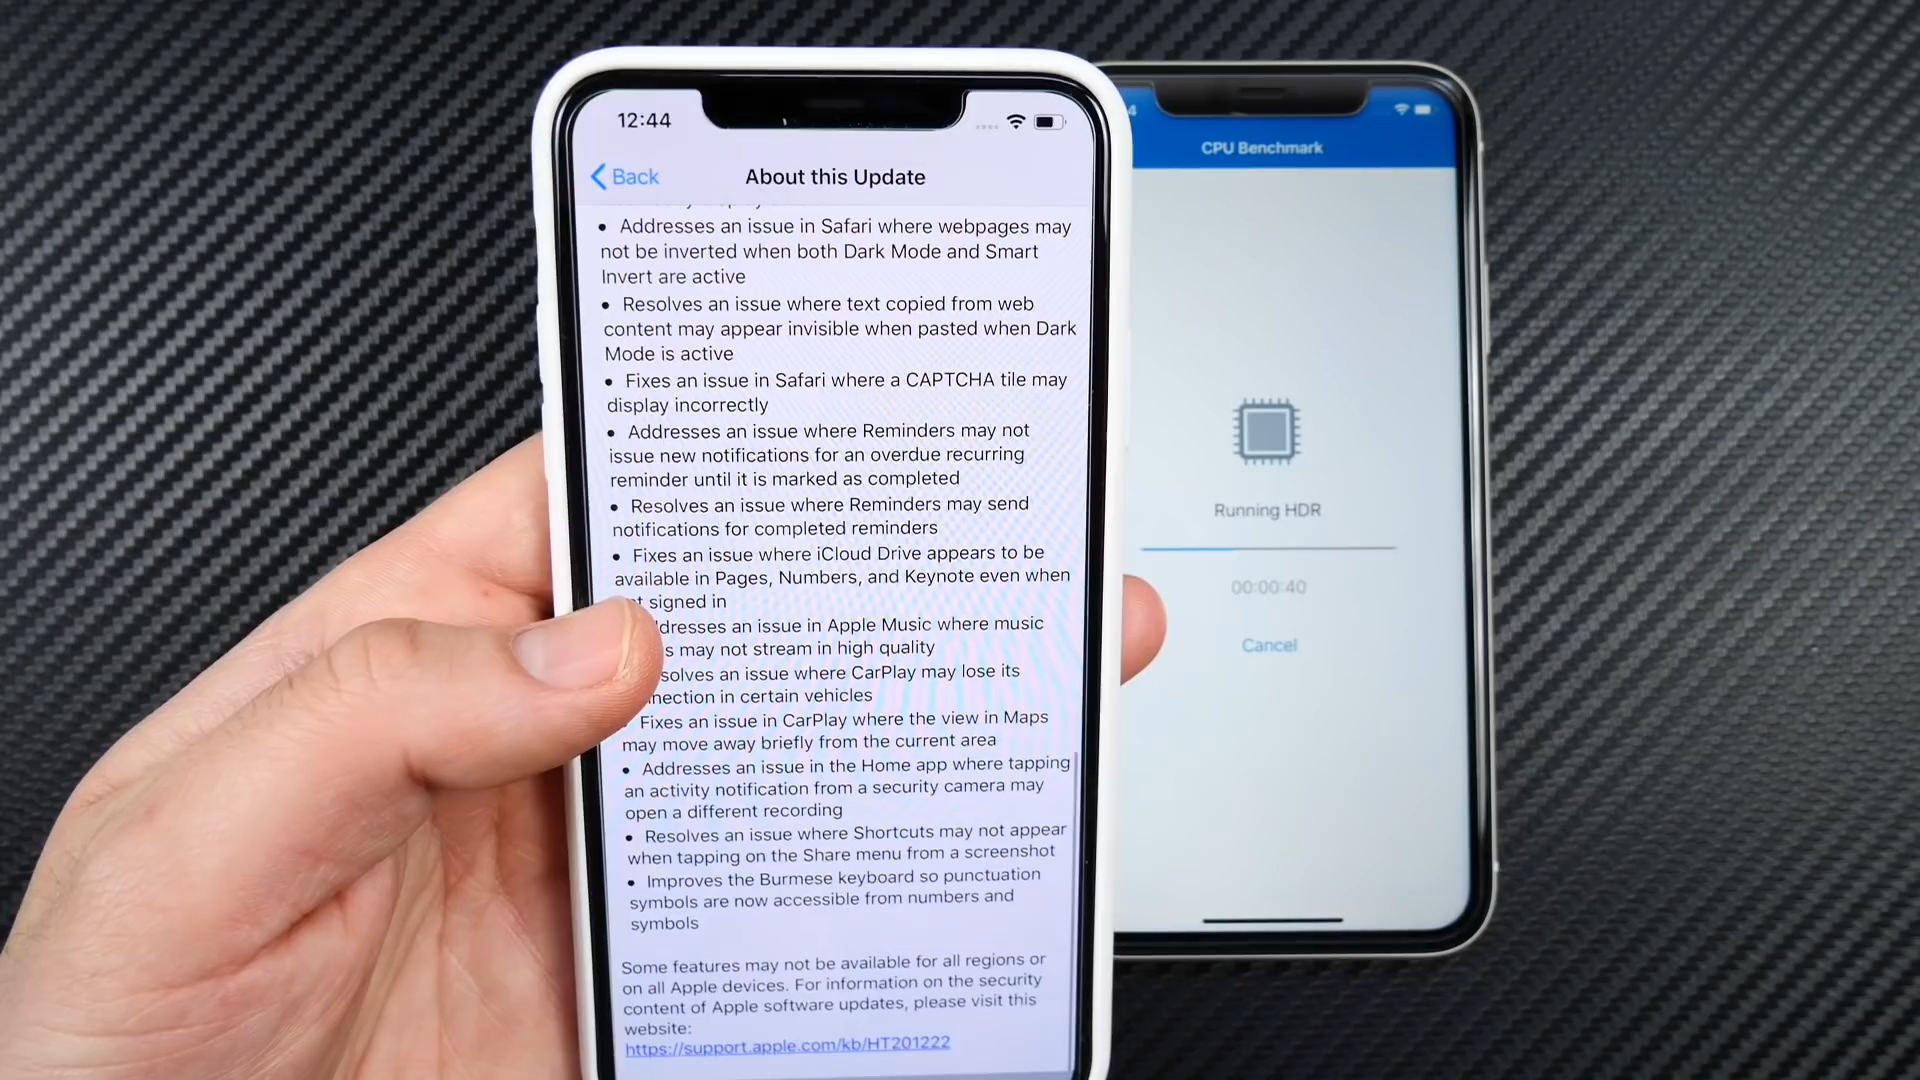 12:44
Back
About this Update
• Addresses an issue in Safari where webpages may
not be inverted when both Dark Mode and Smart
Invert are active
• Resolves an issue where text copied from web
content may appear invisible when pasted when Dark
Mode is active
• Fixes an issue in Safari where a CAPTCHA tile may
display incorrectly
• Addresses an issue where Reminders may not
issue new notifications for an overdue recurring
reminder until it is marked as completed
• Resolves an issue where Reminders may send
notifications for completed reminders
• Fixes an issue where iCloud Drive appears to be
available in Pages, Numbers, and Keynote even when
signed in
an issue in Apple Music where music
may not stream in high quality
an issue where CarPlay may lose its
in certain vehicles
Fixes an issue in CarPlay where the view in Maps
may move away briefly from the current area
• Addresses an issue in the Home app where tapping
an activity notification from a security camera may
open a different recording
• Resolves an issue where Shortcuts may not appear
when tapping on the Share menu from a screenshot
• Improves the Burmese keyboard so punctuation
symbols are now accessible from numbers and
symbols
Some features may not be available for all regions or
on all Apple devices. For information on the security
content of Apple software updates, please visit this
website:
https://support.apple.com/kb/HT201222
4
CPU Benchmark
Running HDR
00:00:40
Cancel